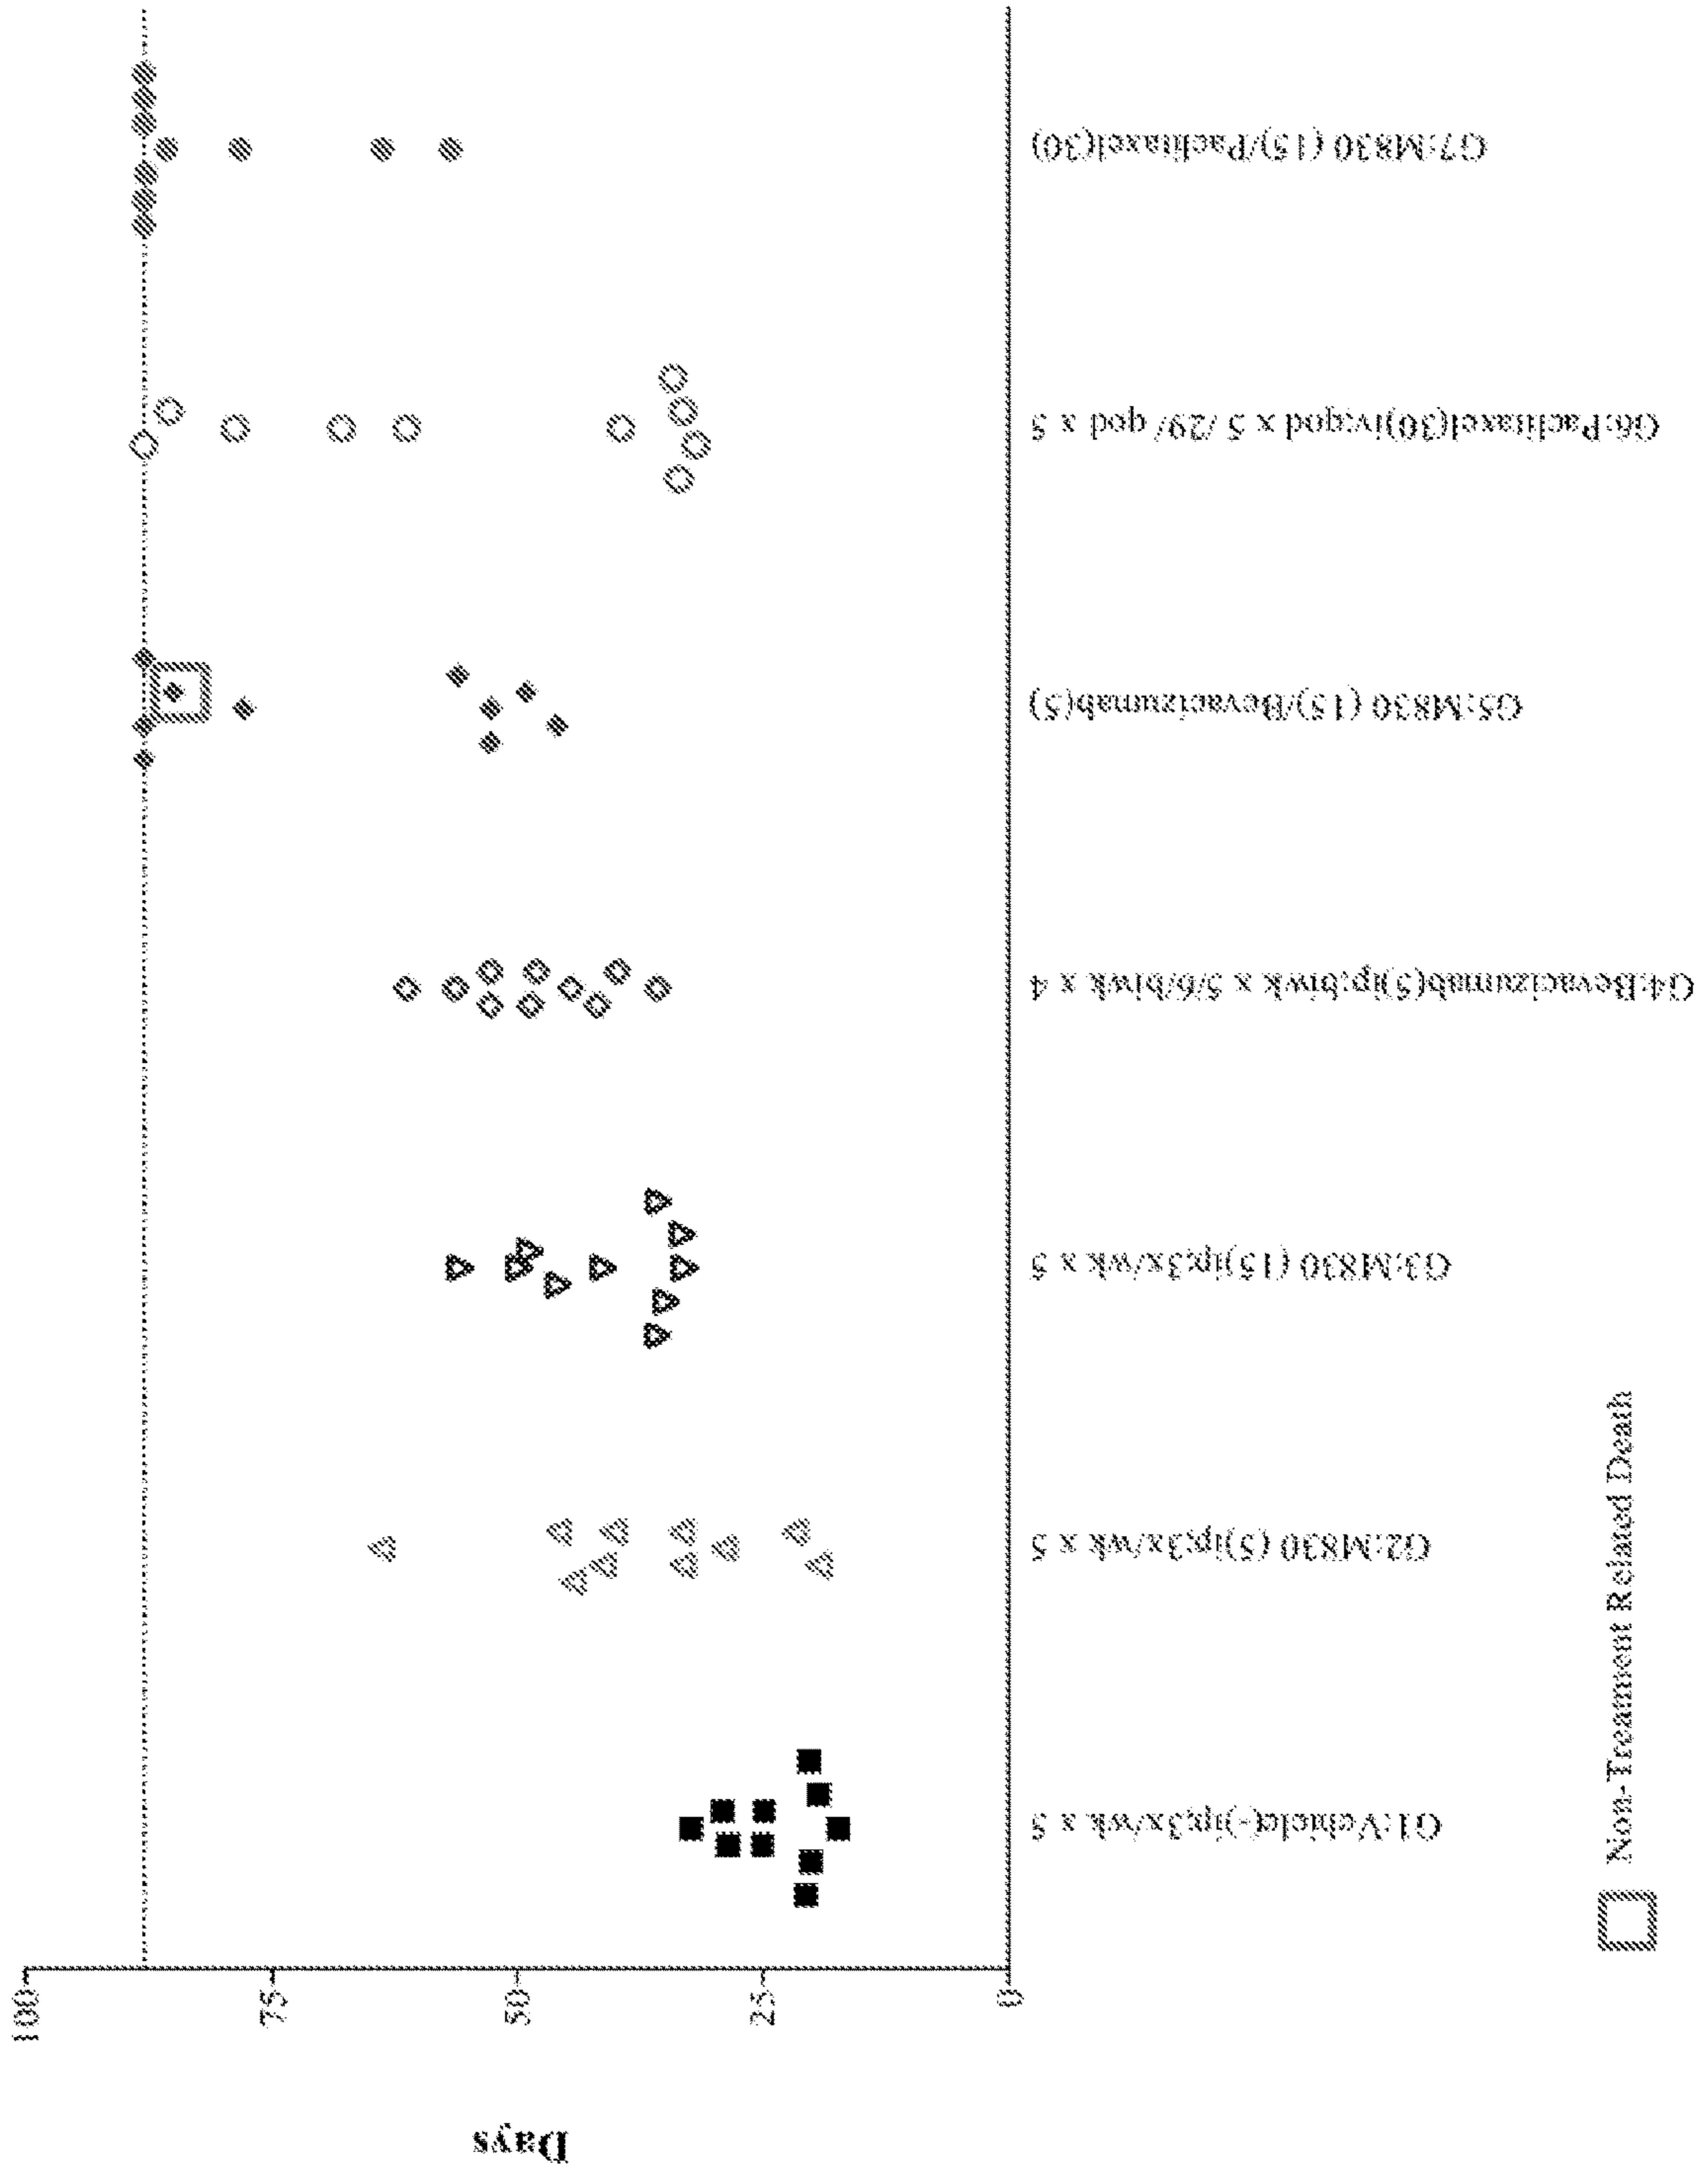 Days
100
75
50
25
0
G1:Vehicle(-)ip;3x/wk x 5
G2:M830 (5)ip;3x/wk x 5
G3:M830 (15)ip;3x/wk x 5
G4:Bevacizumab(5)ip;biwk x 5/6/biwk x 4
G5:M830 (15)/Bevacizumab(5)
G6:Paclitaxel(30)iv;qod x 5 /29/ qod x 5
G7:M830 (15)/Paclitaxel(30)
Non-Treament Related Death